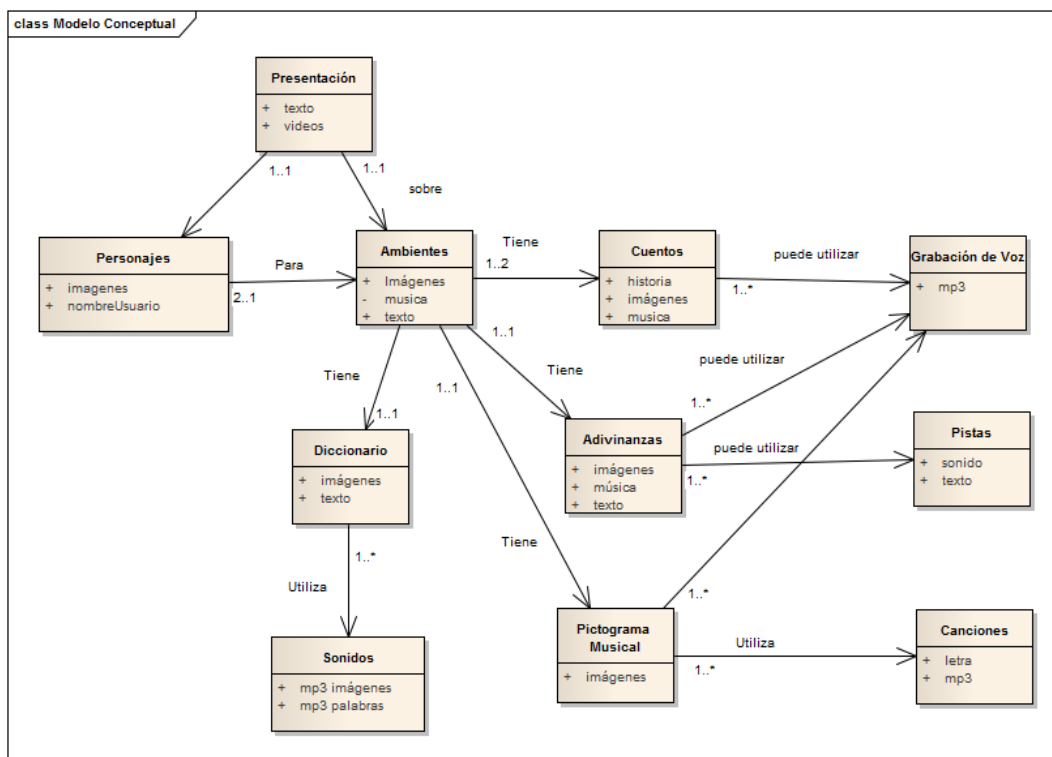 class Modelo Conceptual
Presentación
+ texto
+ videos
1..1
1..1
sobre
Personajes
+ imagenes
+ nombreUsuario
Para
2..1
Ambientes
+ Imágenes
- musica
+ texto
Tiene
1..2
Cuentos
+ historia
+ imágenes
+ musica
puede utilizar
1..*
Grabación de Voz
+ mp3
1..1
Tiene
1..1
Tiene
1..1
puede utilizar
1..*
Diccionario
+ imágenes
+ texto
Adivinanzas
+ imágenes
+ música
+ texto
puede utilizar
1..*
Pistas
+ sonido
+ texto
1..*
Utiliza
Tiene
1..*
Sonidos
+ mp3 imágenes
+ mp3 palabras
Pictograma
Musical
+ imágenes
Utiliza
1..*
Canciones
+ letra
+ mp3